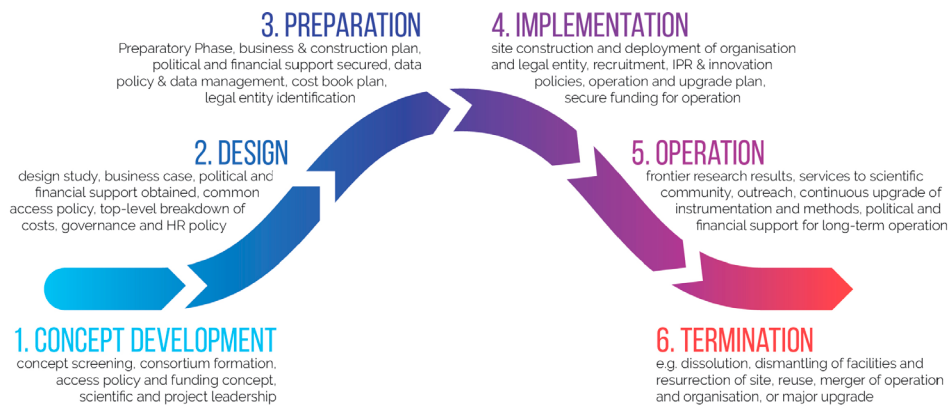 3. PREPARATION
Preparatory Phase, business & construction plan,
political and financial support secured, data
policy & data management, cost book plan,
legal entity identification
4. IMPLEMENTATION
site construction and deployment of organisation
and legal entity, recruitment, IPR & innovation
policies, operation and upgrade plan,
secure funding for operation
2. DESIGN
design study, business case, political and
financial support obtained, common
access policy, top-level breakdown of
costs, governance and HR policy
5. OPERATION
frontier research results, services to scientific
community, outreach, continuous upgrade of
instrumentation and methods, political and
financial support for long-term operation
1. CONCEPT DEVELOPMENT
concept screening, consortium formation,
access policy and funding concept,
scientific and project leadership
6. TERMINATION
e.g. dissolution, dismantling of facilities and
resurrection of site, reuse, merger of operation
and organisation, or major upgrade